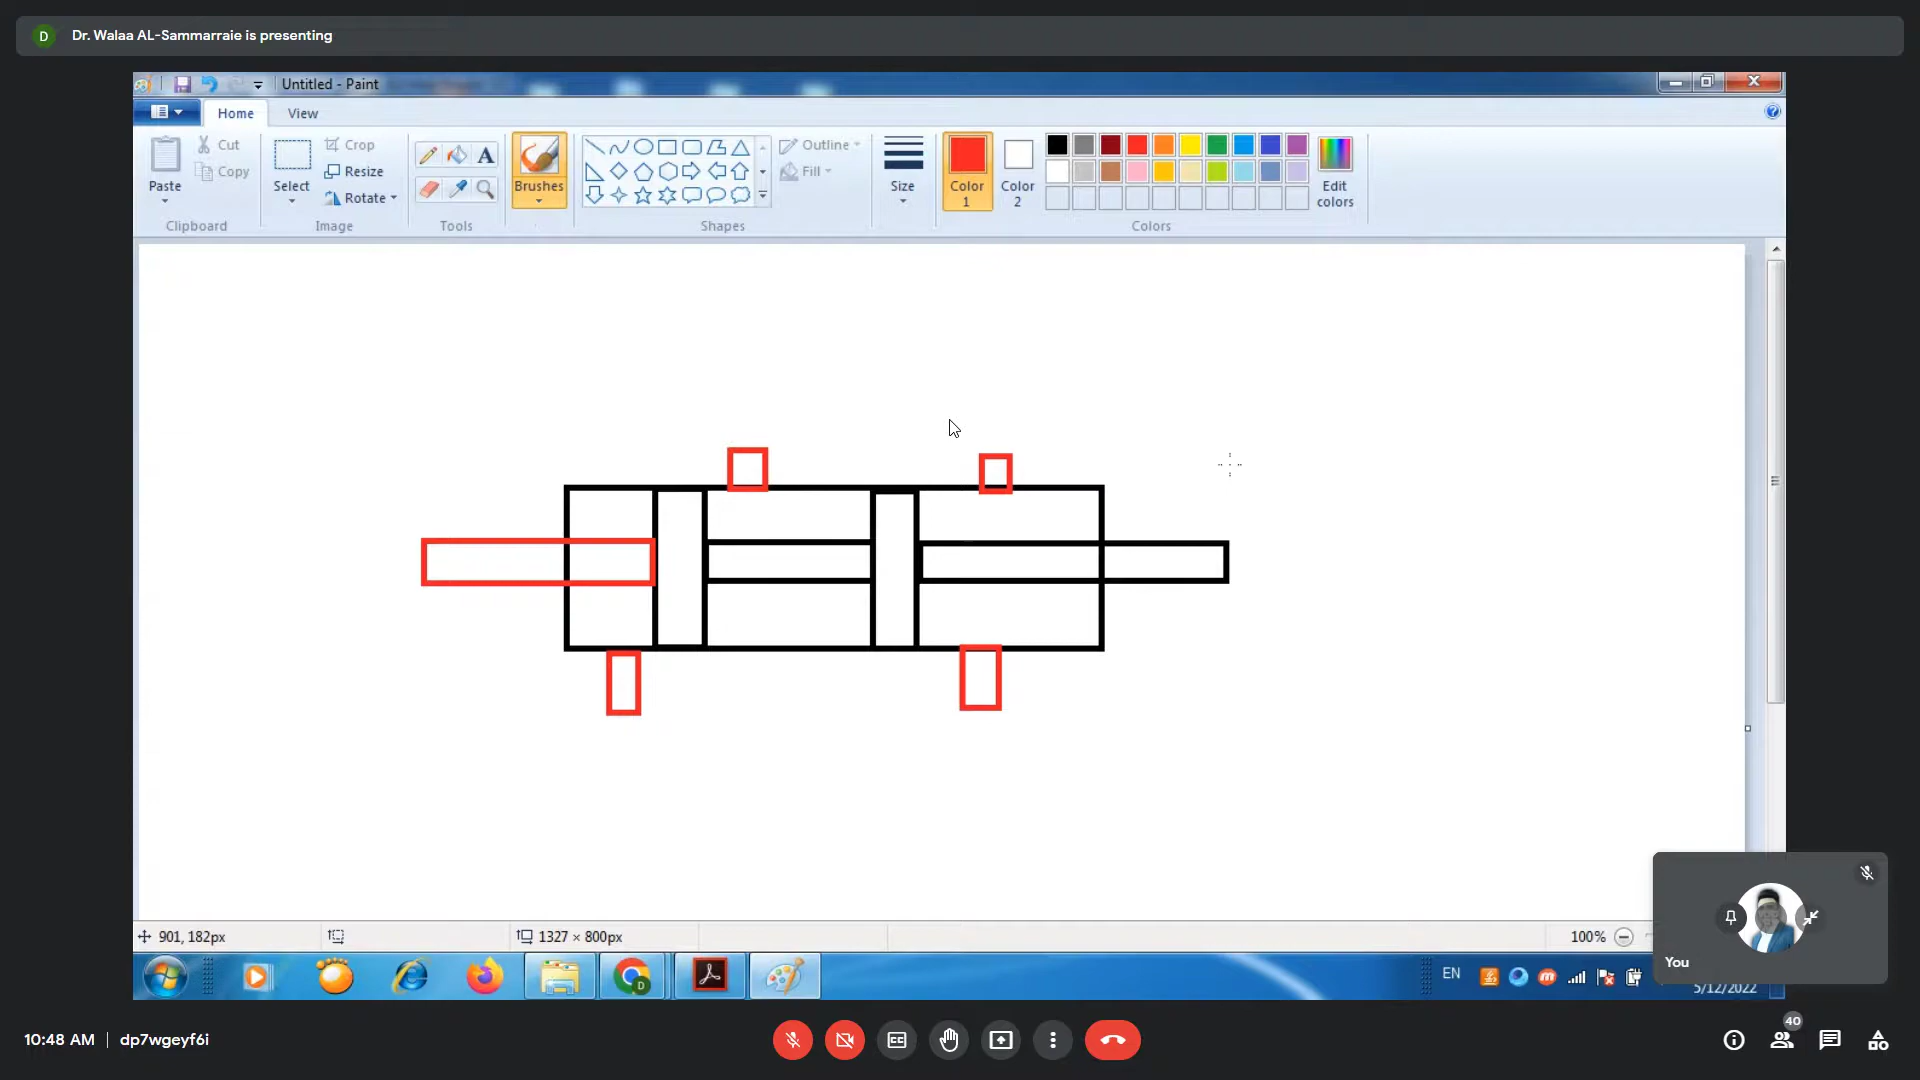 D Dr. Walaa AL-Sammarraie is presenting
Untitled - Paint
Home View
Paste Cut Copy
Clipboard
Select Crop Resize Rotate
Image
A
Tools
Brushes
Outline Fill
Shapes
Size
Color 1 Color 2 Edit colors
Colors
901, 182px 1327 × 800px 100%
EN
5/12/2022
You
10:48 AM dp7wgeyf6i
CC
40